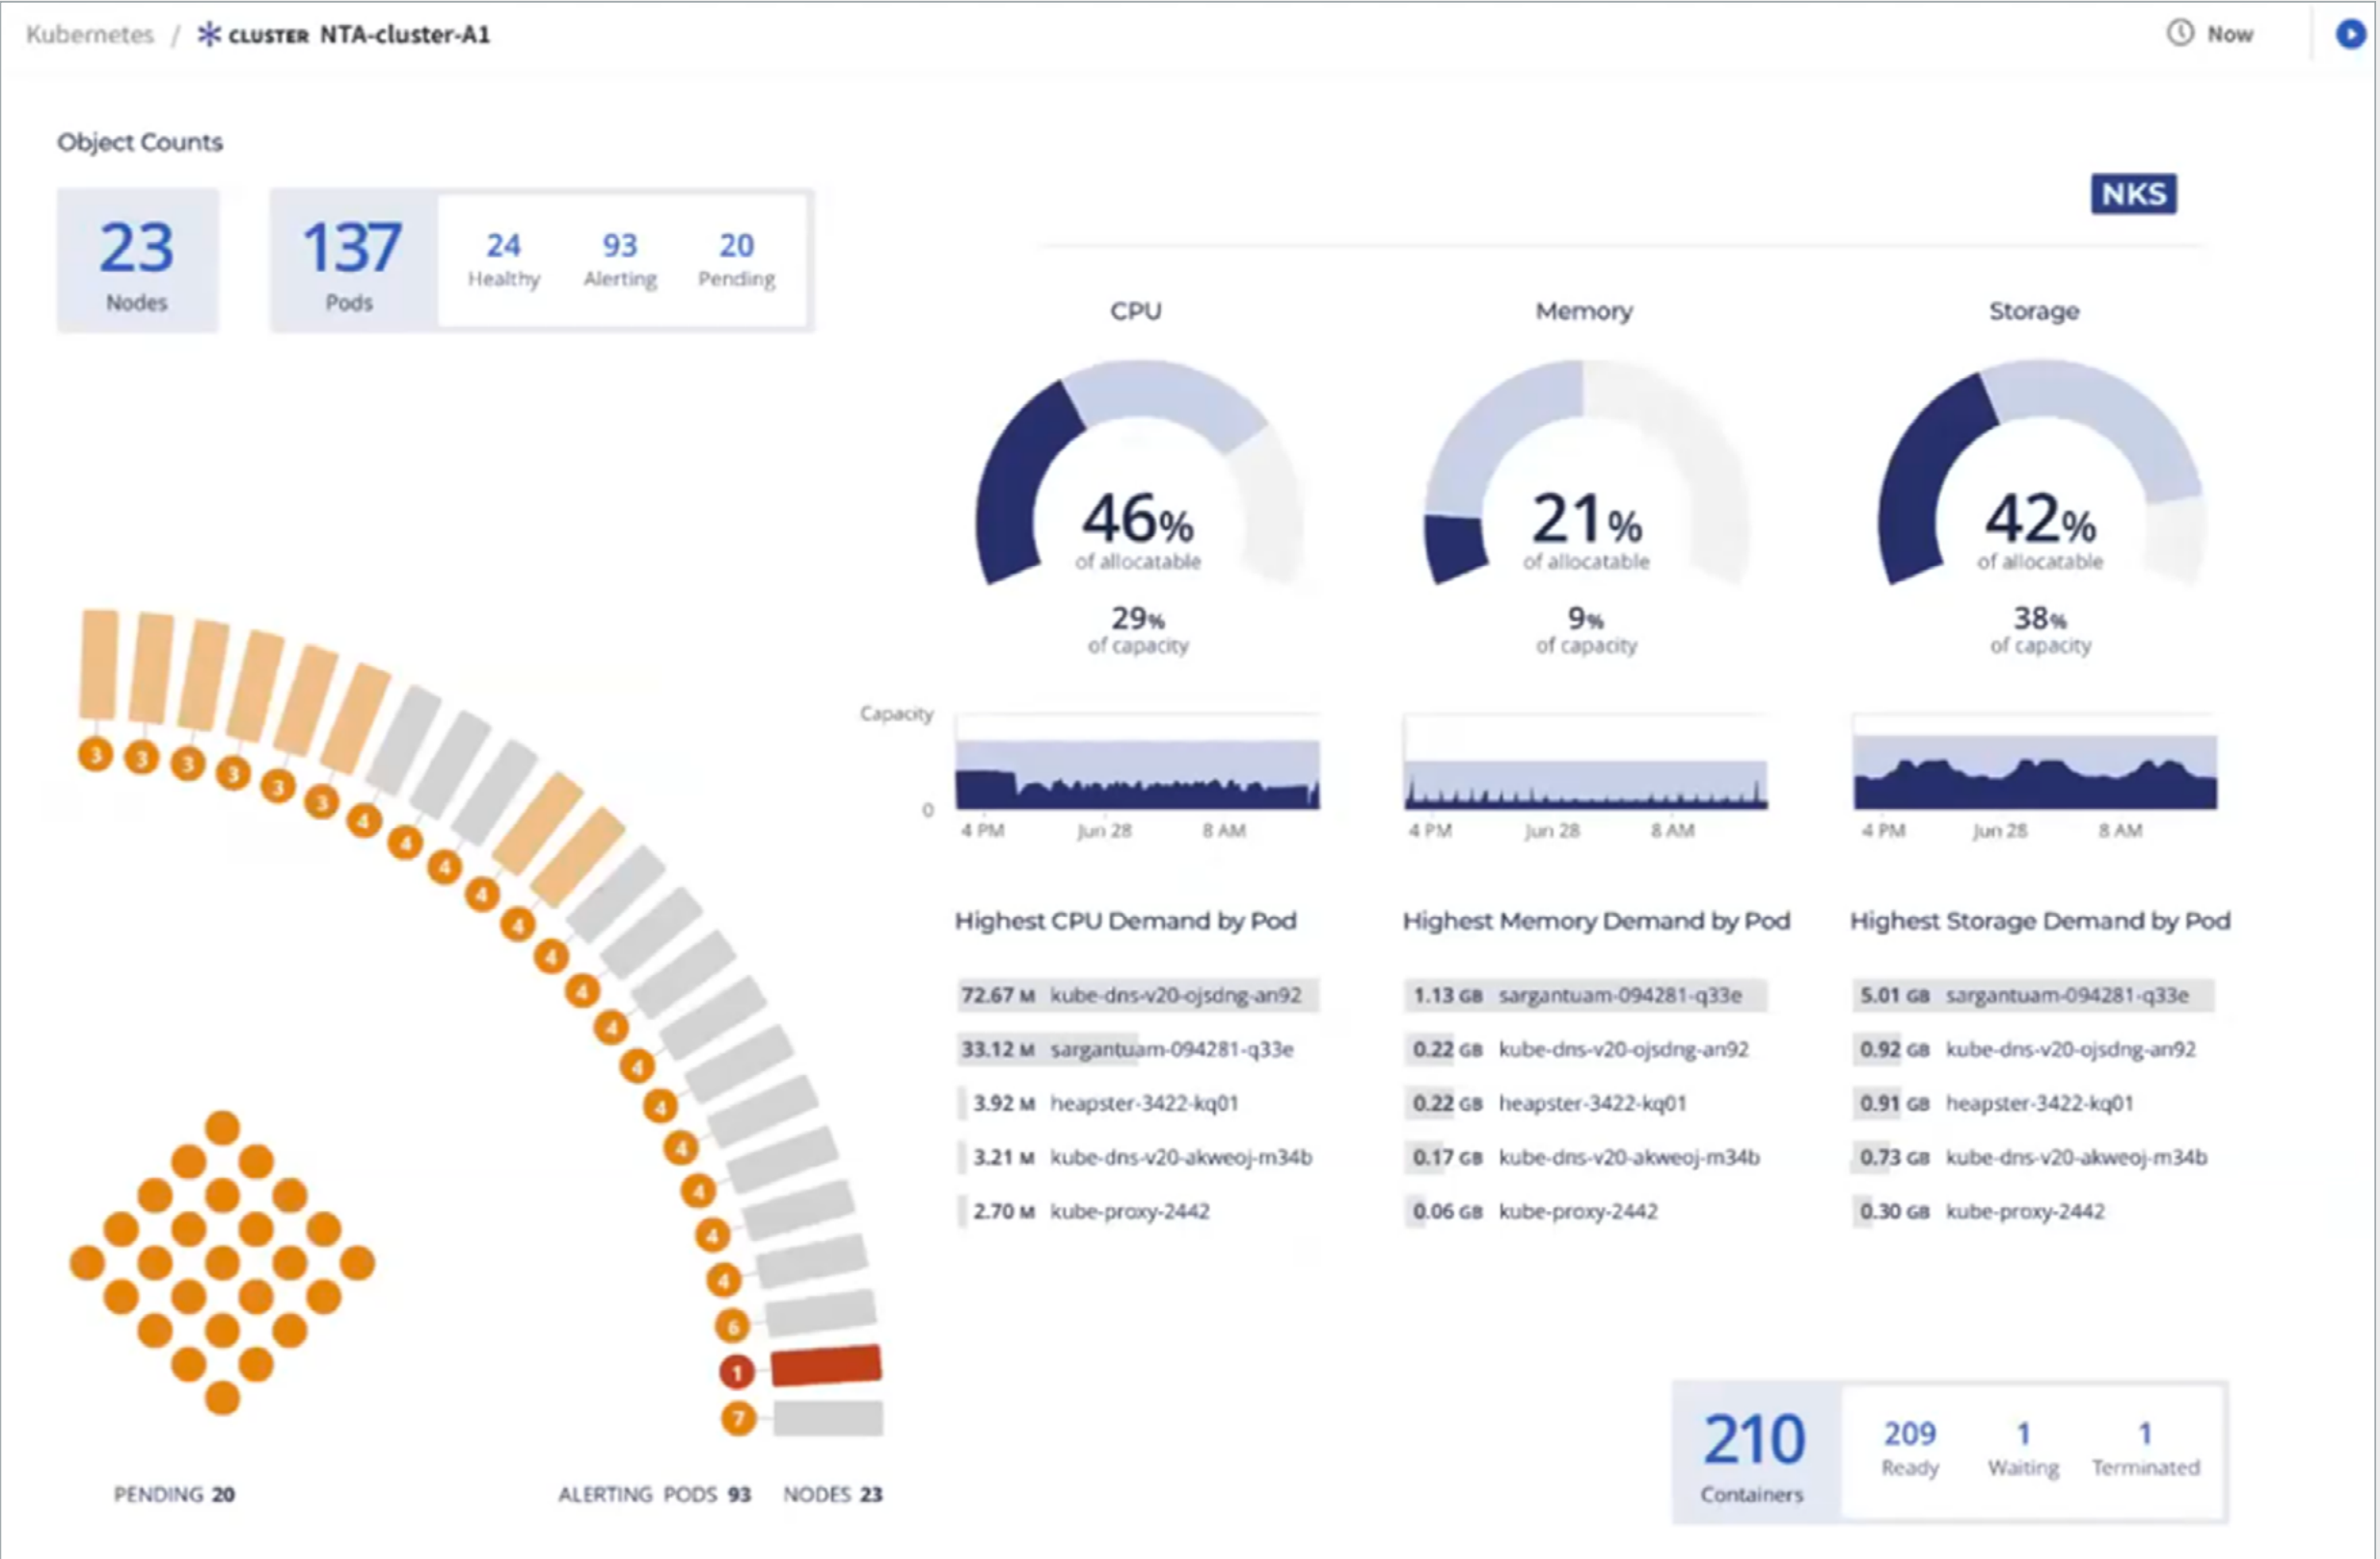 Kubernetes / CLUSTER NTA-cluster-A1
Now
Object Counts
23
Nodes
137
Pods
24
Healthy
93
Alerting
20
Pending
NKS
CPU
46%
of allocatable
29%
of capacity
Memory
21%
of allocatable
9%
of capacity
Storage
42%
of allocatable
38%
of capacity
Capacity
0
4 PM Jun 28 8 AM
4 PM Jun 28 8 AM
4 PM Jun 28 8 AM
3
3
3
3
3
3
4
4
4
4
4
4
4
4
4
4
4
4
4
4
6
1
7
PENDING 20
ALERTING PODS 93
NODES 23
Highest CPU Demand by Pod
72.67 M kube-dns-v20-ojsdng-an92
33.12 M sargantuam-094281-q33e
3.92 M heapster-3422-kq01
3.21 M kube-dns-v20-akweoj-m34b
2.70 M kube-proxy-2442
Highest Memory Demand by Pod
1.13 GB sargantuam-094281-q33e
0.22 GB kube-dns-v20-ojsdng-an92
0.22 GB heapster-3422-kq01
0.17 GB kube-dns-v20-akweoj-m34b
0.06 GB kube-proxy-2442
Highest Storage Demand by Pod
5.01 GB sargantuam-094281-q33e
0.92 GB kube-dns-v20-ojsdng-an92
0.91 GB heapster-3422-kq01
0.73 GB kube-dns-v20-akweoj-m34b
0.30 GB kube-proxy-2442
210
Containers
209
Ready
1
Waiting
1
Terminated